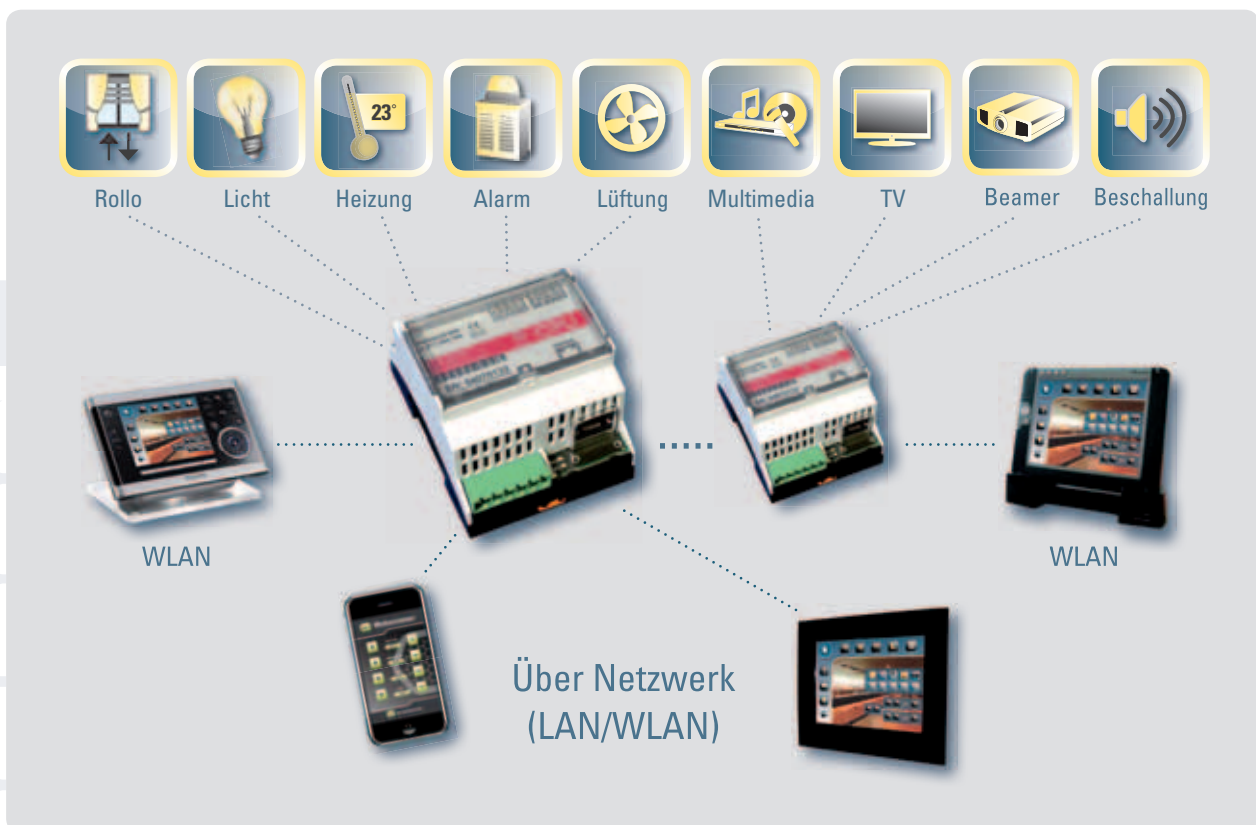 23°
Rollo
Licht
Heizung
Alarm
Lüftung
Multimedia
TV
Beamer
Beschallung
WLAN
WLAN
Über Netzwerk
(LAN/WLAN)